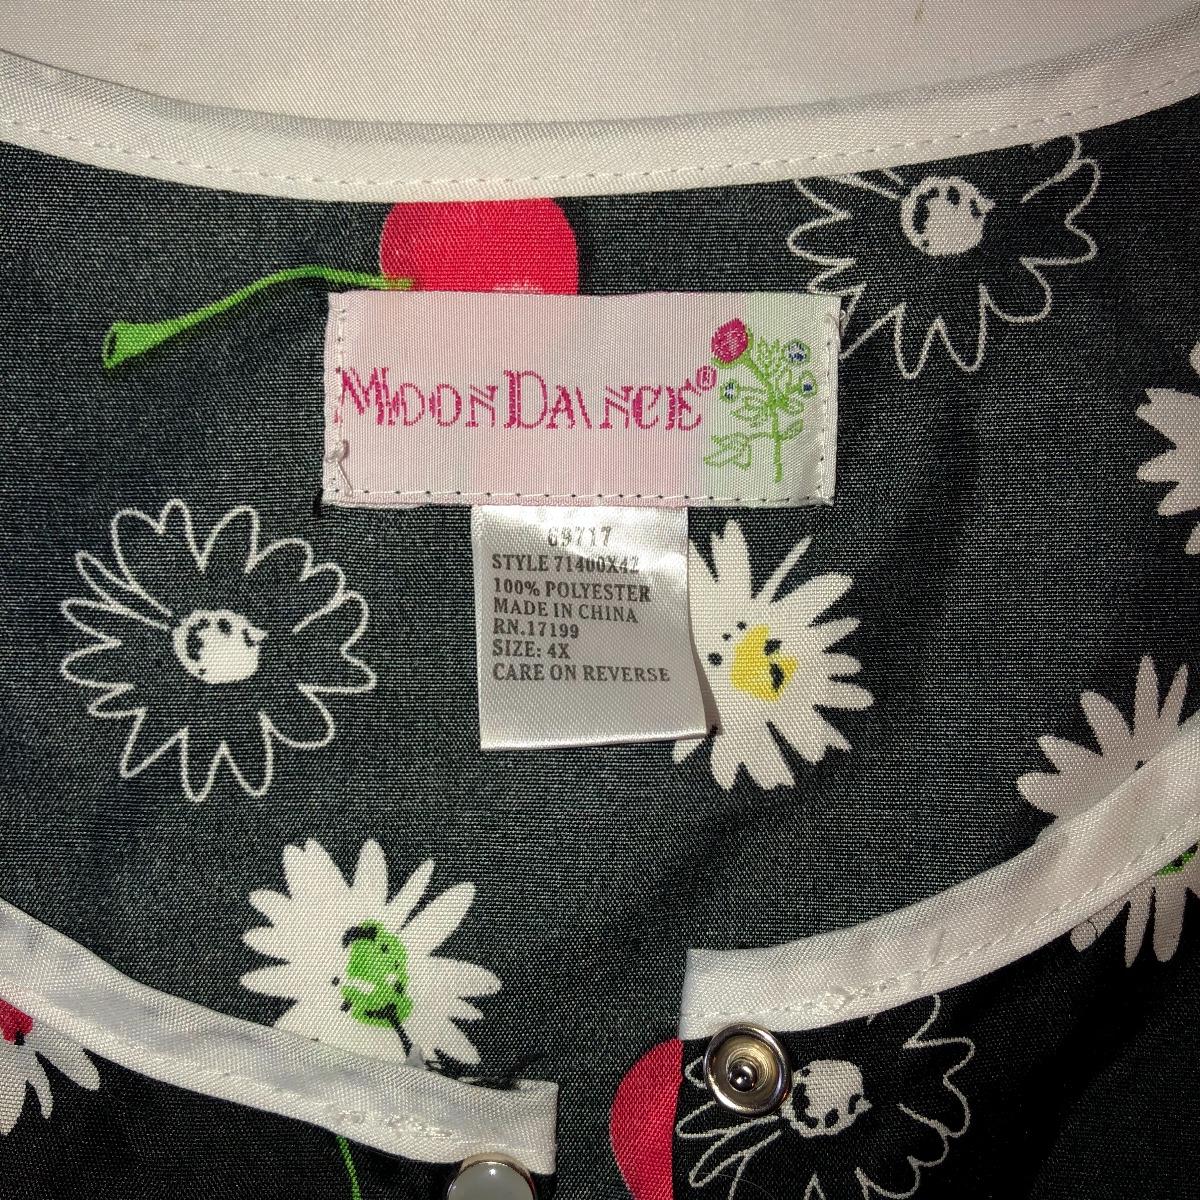 MOONDANCE®
69717
STYLE 71400X42
100% POLYESTER
MADE IN CHINA
RN.17199
SIZE: 4X
CARE ON REVERSE